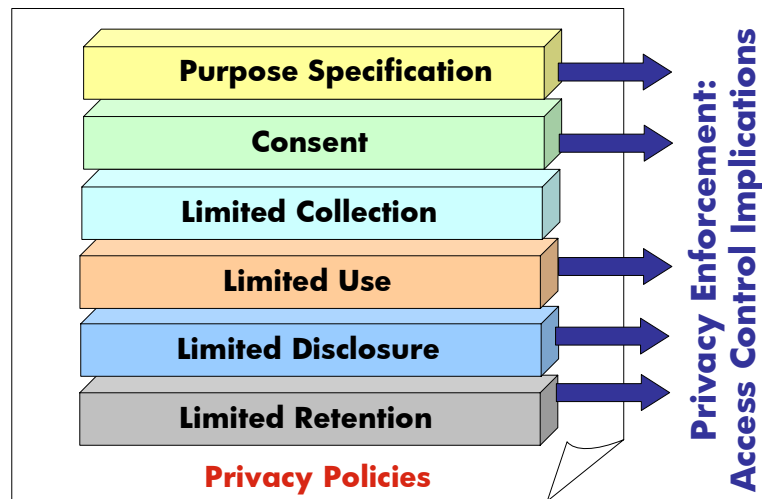 Purpose Specification
Consent
Limited Collection
Limited Use
Limited Disclosure
Limited Retention
Privacy Policies
Privacy Enforcement:
Access Control Implications